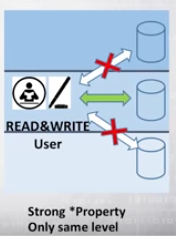 READ&WRITE
User
Strong *Property
Only same level